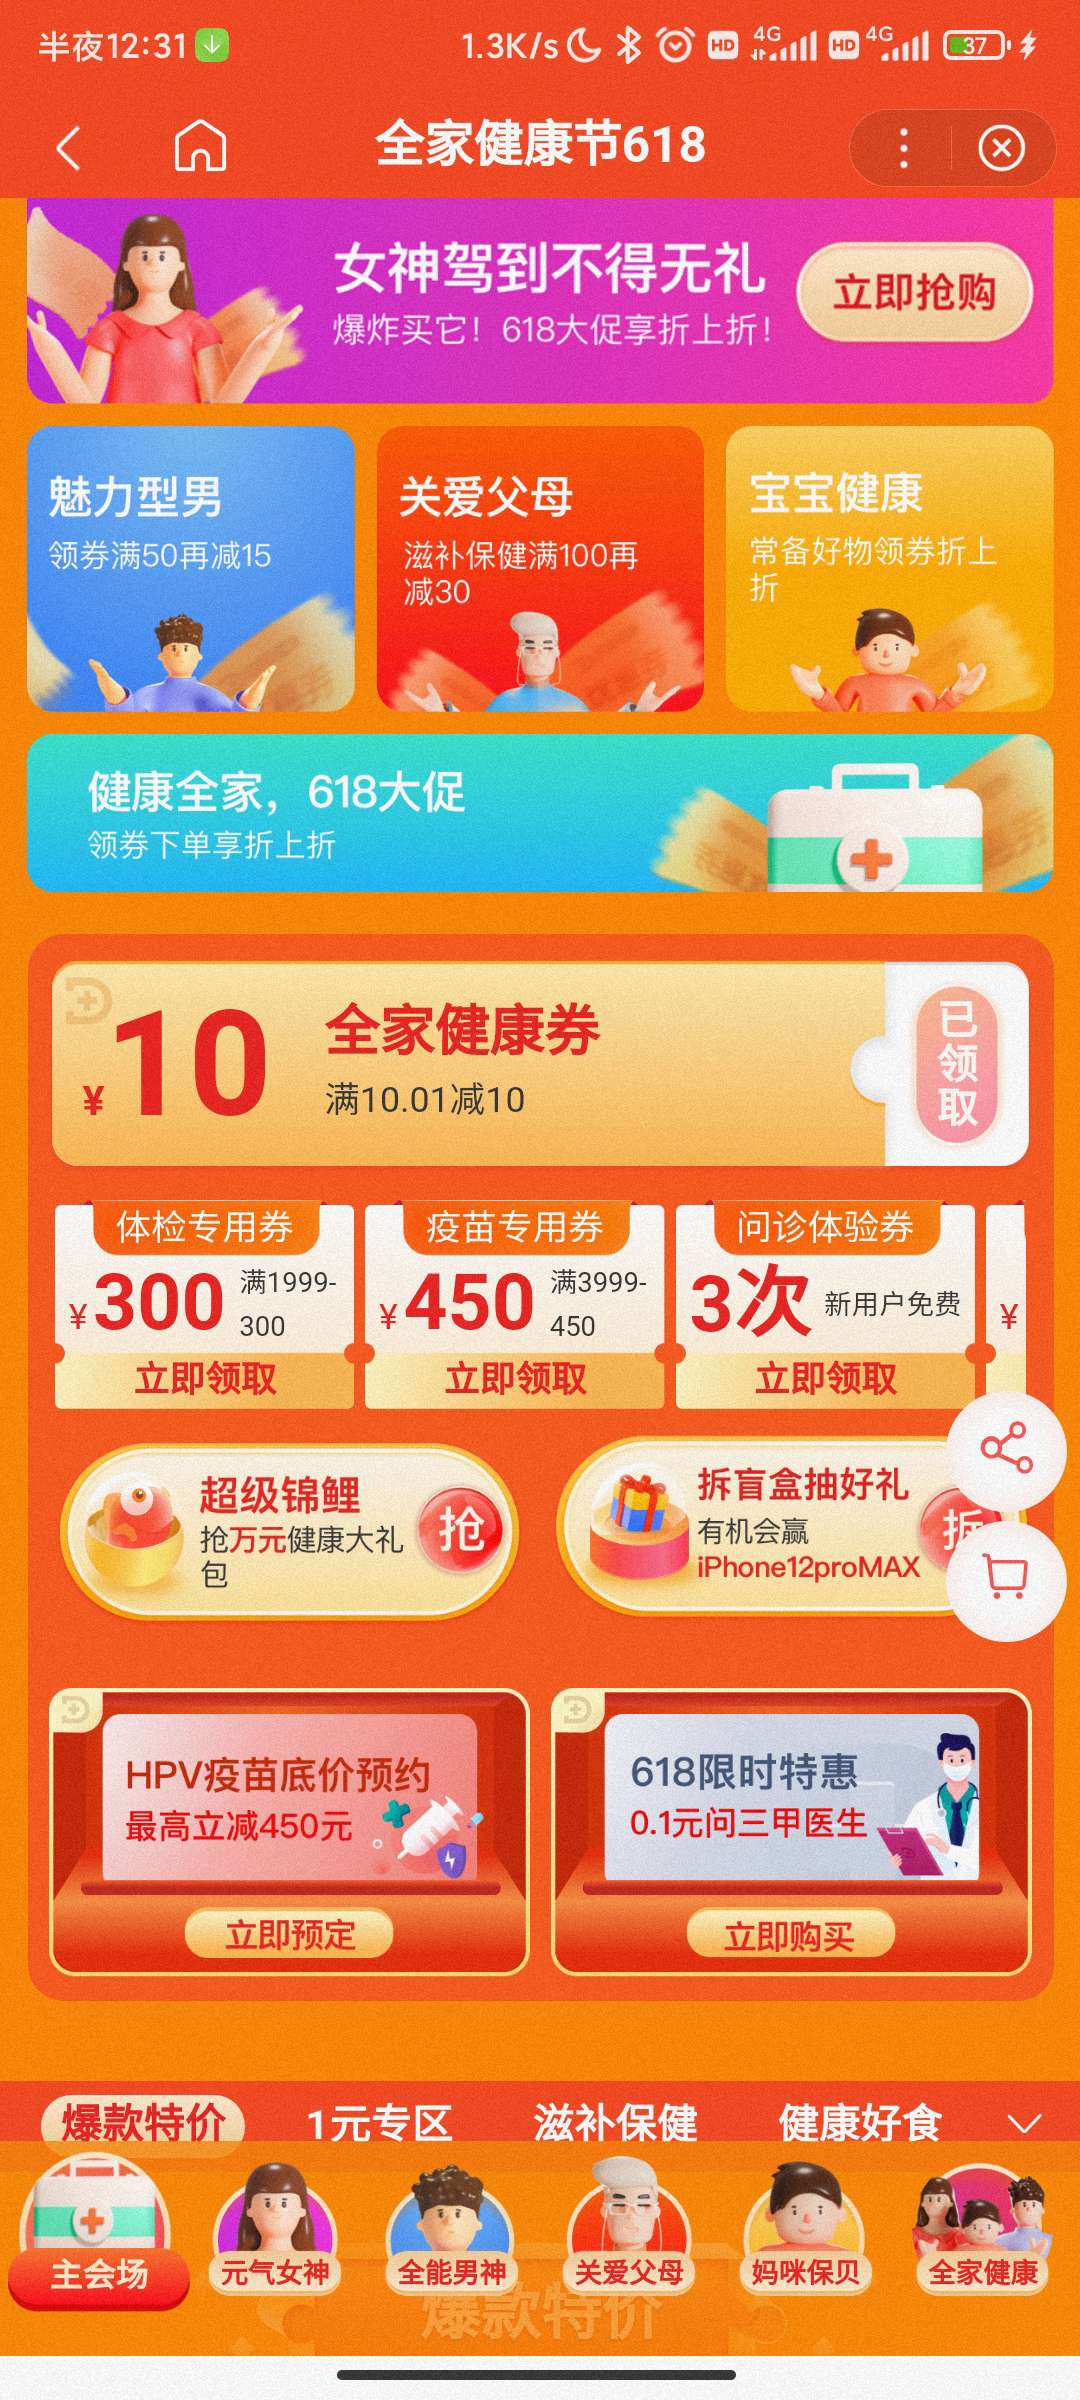 半夜12:31
1.3K/s
HD
4G
HD
4G
37
全家健康节618
女神驾到不得无礼
爆炸买它！618大促享折上折！
立即抢购
魅力型男
领券满50再减15
关爱父母
滋补保健满100再
减30
宝宝健康
常备好物领券折上
折
健康全家，618大促
领券下单享折上折
¥10
全家健康券
满10.01减10
已领取
体检专用券
¥300
满1999-
300
立即领取
疫苗专用券
¥450
满3999-
450
立即领取
问诊体验券
3次
新用户免费
立即领取
¥
超级锦鲤
抢万元健康大礼
包
抢
拆盲盒抽好礼
有机会赢
iPhone12proMAX
拆
HPV疫苗底价预约
最高立减450元
立即预定
618限时特惠
0.1元问三甲医生
立即购买
爆款特价
1元专区
滋补保健
健康好食
主会场
元气女神
全能男神
关爱父母
妈咪保贝
全家健康
爆款特价